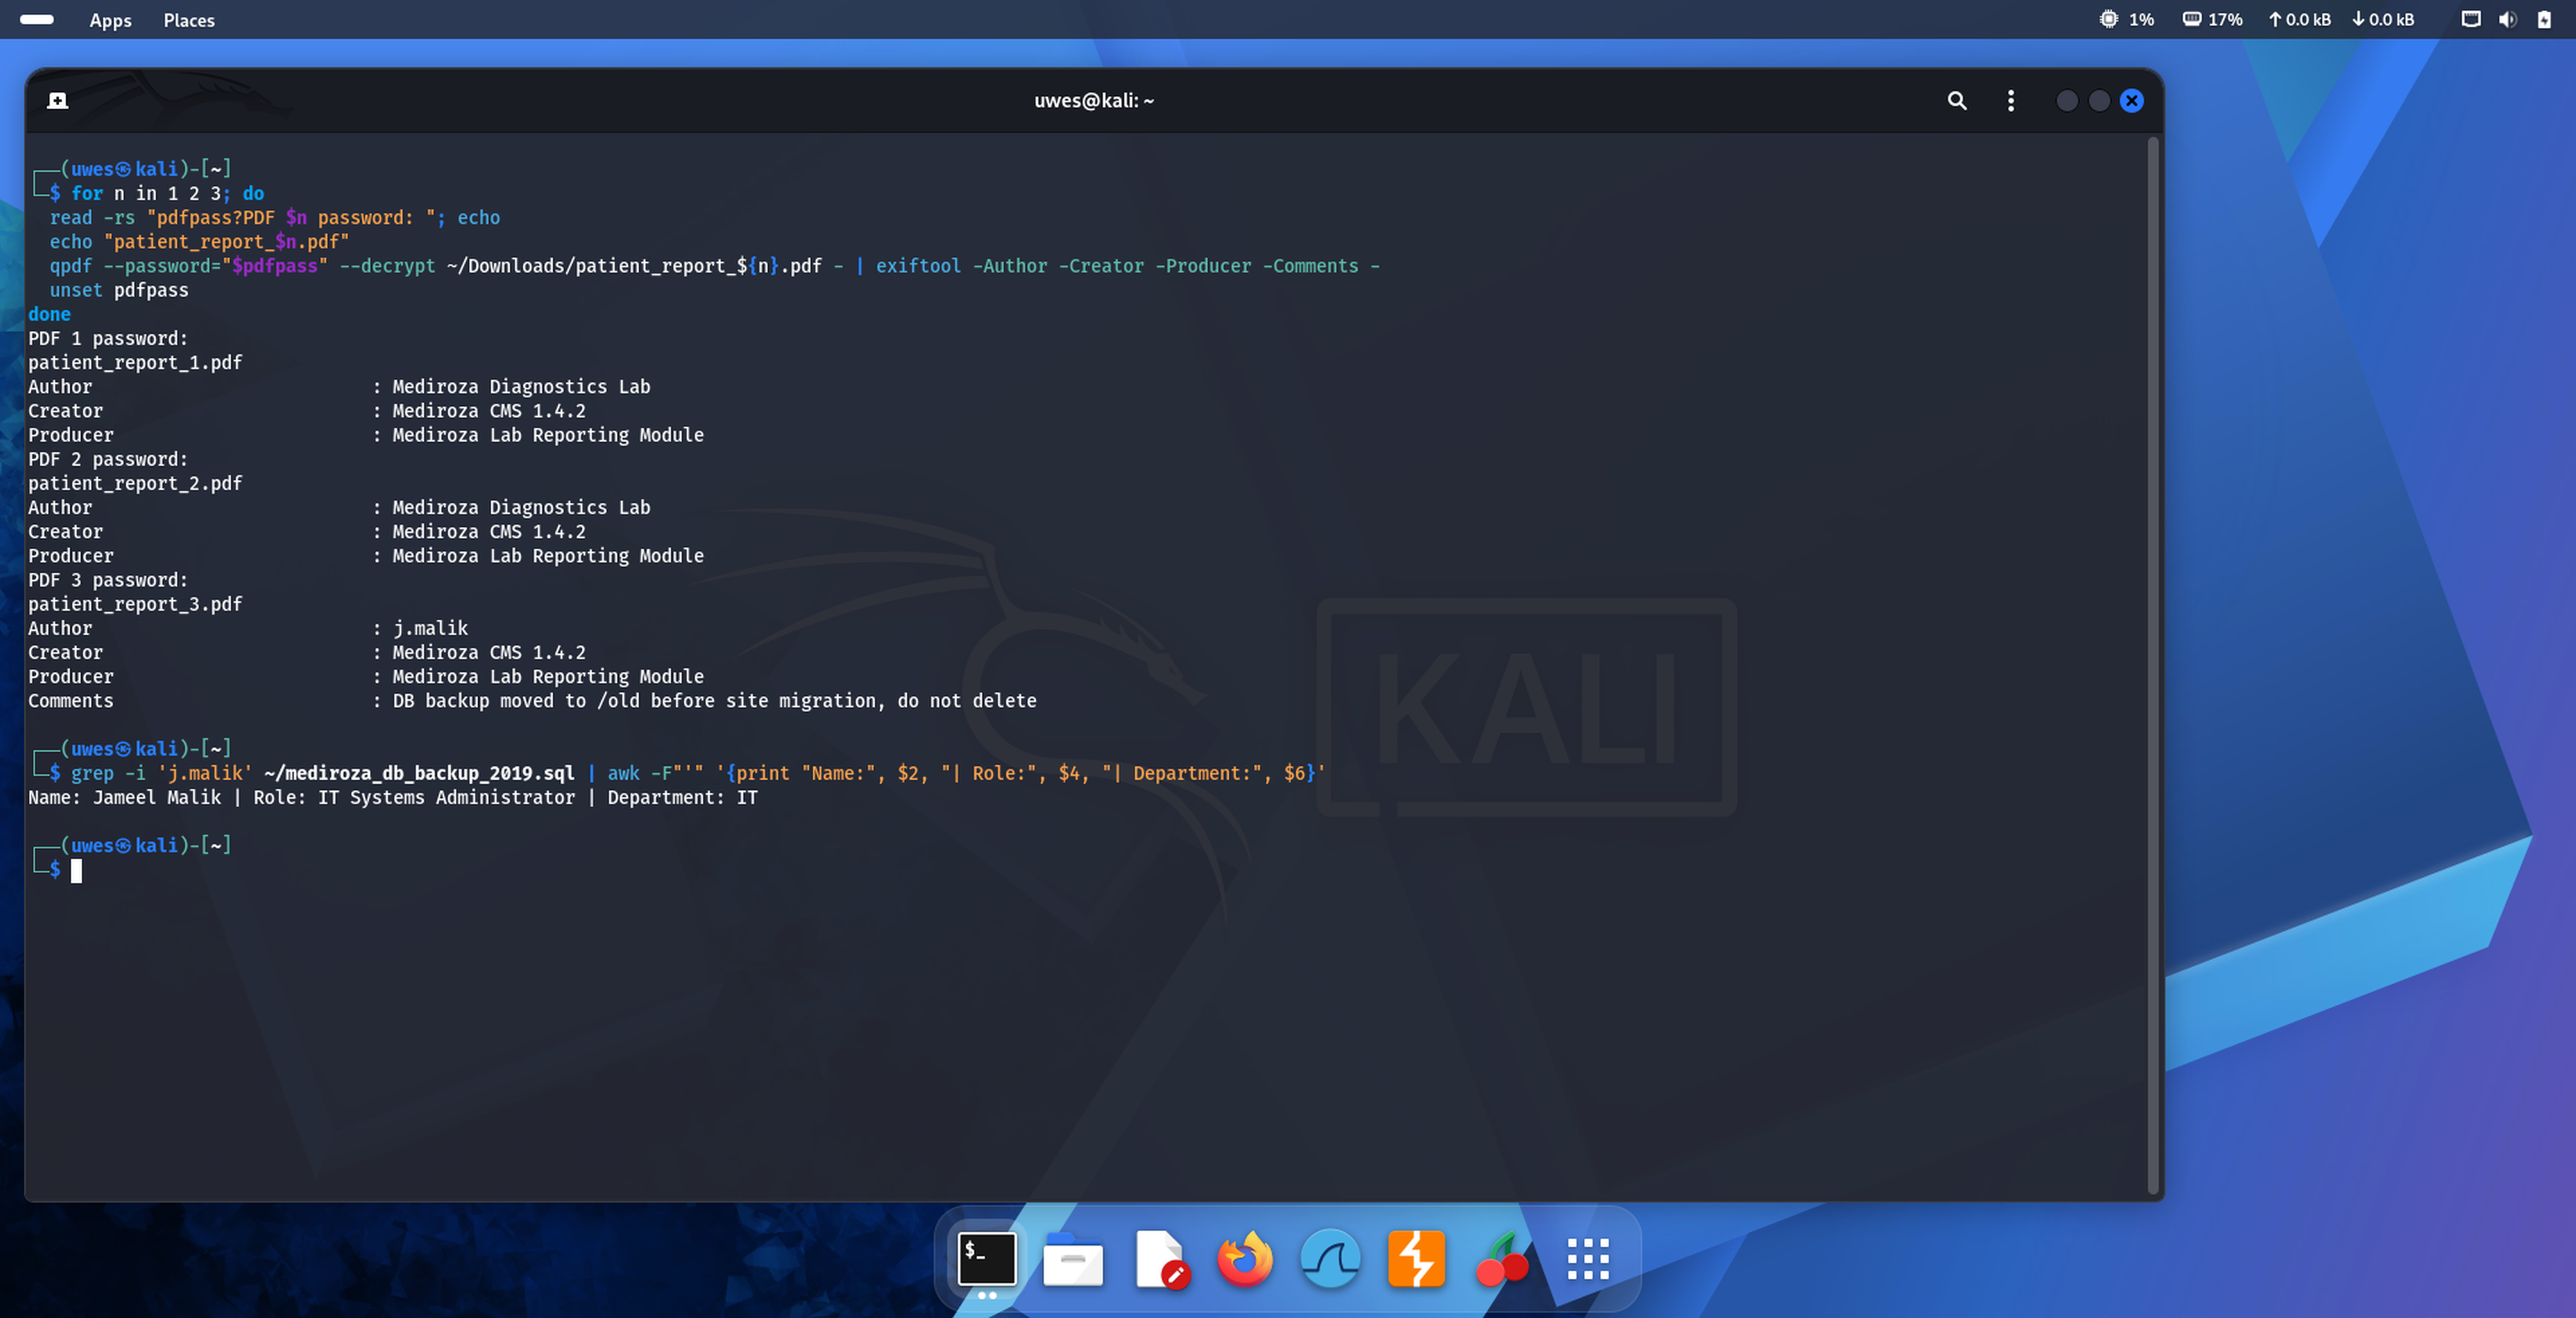 Apps Places 1% 17% ↑0.0 kB ↓0.0 kB
uwes@kali: ~
┌──(uwes㉿kali)-[~]
└─$ for n in 1 2 3; do
  read -rs "pdfpass?PDF $n password: "; echo
  echo "patient_report_$n.pdf"
  qpdf --password="$pdfpass" --decrypt ~/Downloads/patient_report_${n}.pdf - | exiftool -Author -Creator -Producer -Comments -
  unset pdfpass
done
PDF 1 password:
patient_report_1.pdf
Author                          : Mediroza Diagnostics Lab
Creator                         : Mediroza CMS 1.4.2
Producer                        : Mediroza Lab Reporting Module
PDF 2 password:
patient_report_2.pdf
Author                          : Mediroza Diagnostics Lab
Creator                         : Mediroza CMS 1.4.2
Producer                        : Mediroza Lab Reporting Module
PDF 3 password:
patient_report_3.pdf
Author                          : j.malik
Creator                         : Mediroza CMS 1.4.2
Producer                        : Mediroza Lab Reporting Module
Comments                        : DB backup moved to /old before site migration, do not delete
┌──(uwes㉿kali)-[~]
└─$ grep -i 'j.malik' ~/mediroza_db_backup_2019.sql | awk -F"'" '{print "Name:", $2, "| Role:", $4, "| Department:", $6}'
Name: Jameel Malik | Role: IT Systems Administrator | Department: IT
┌──(uwes㉿kali)-[~]
└─$
KALI
$_